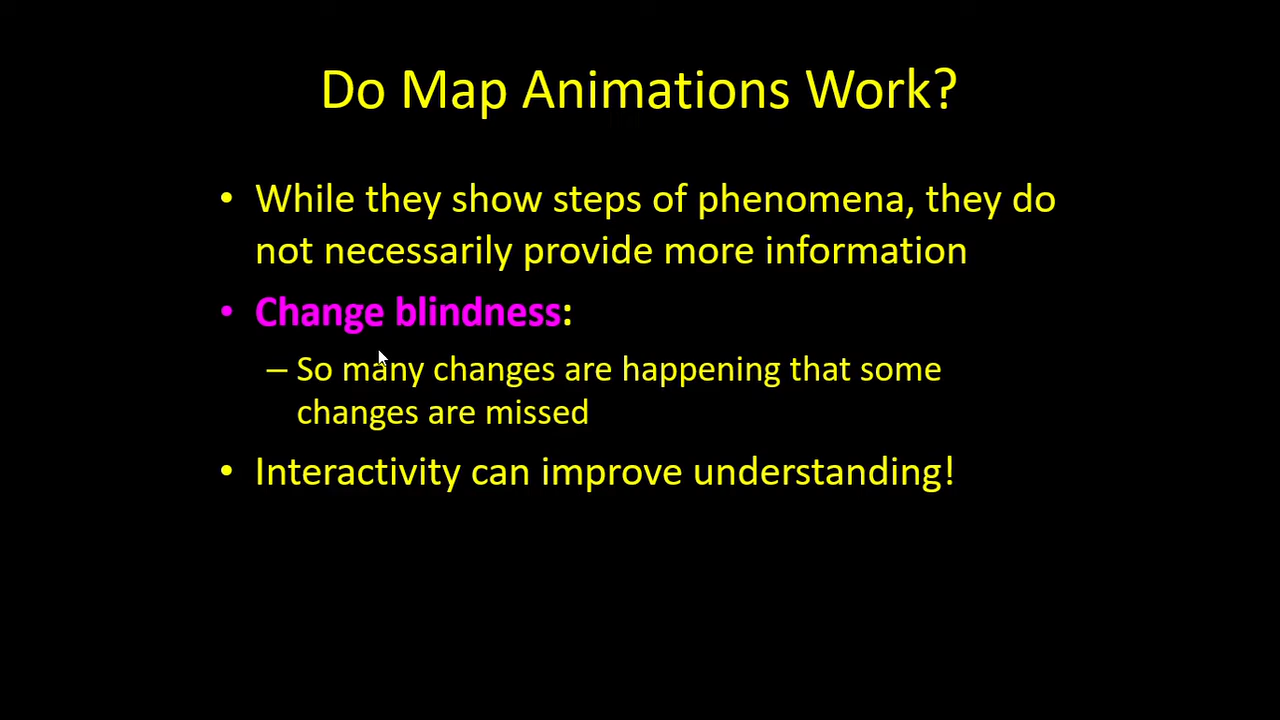 Do Map Animations Work?
• While they show steps of phenomena, they do
not necessarily provide more information
• Change blindness:
– So many changes are happening that some
changes are missed
• Interactivity can improve understanding!